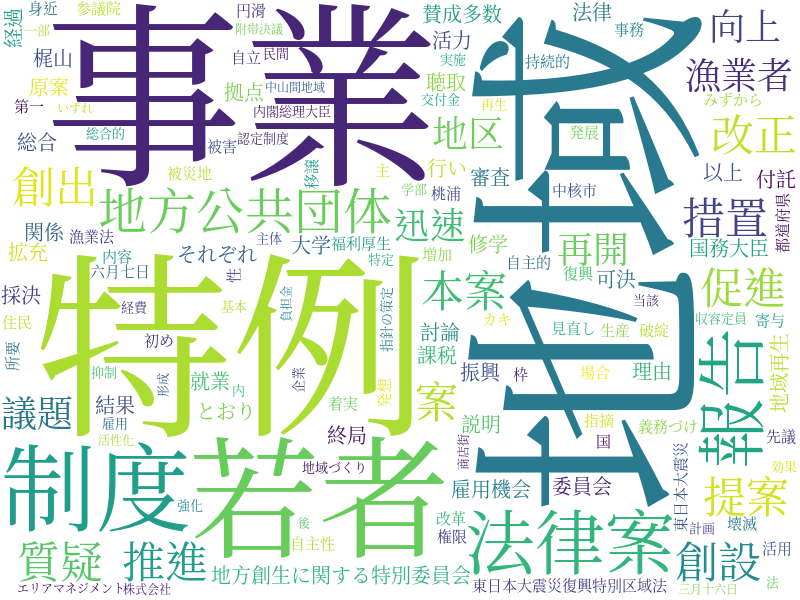 身近
参議院
円滑
賛成多数
法律
事務
向上
経過
一部
附帯決議
活力
実施
持続的
梶山
事業
自立
民間
聴取
地域
漁業者
原案
拠点
中山間地域
交付金
再生
みずから
第一
いずれ
内閣総理大臣
地区
発展
改正
総合
総合的
被害
認定制度
創出
被災地
移譲
主
行い
審査
中核市
以上
付託
学部
桃浦
地方公共団体
迅速
修学
措置
都道府県
関係
漁業法
それぞれ
大学
福利厚生
再開
国務大臣
拡充
内容
主体
特定
増加
自主的
六月七日
性
復興
可決
促進
採決
特例
経費
基本
負担金
指針の策定
本案
当該
収容定員
住民
初め
カキ
見直し
生産
破綻
寄与
所要
討論
課税
報告
地域再生
抑制
形成
就業
内
企業
発想
案
振興
枠
場合
理由
議題
結果
とおり
着実
雇用
活性化
終局
説明
指摘
義務づけ
国
先議
制度
若者
地域づくり
商店街
雇用機会
委員会
東日本大震災
効果
強化
後
改革
提案
質疑
推進
自主性
権限
法律案
計画
壊滅
創設
活用
地方創生に関する特別委員会
エリアマネジメント
株式会社
東日本大震災復興特別区域法
三月十六日
法